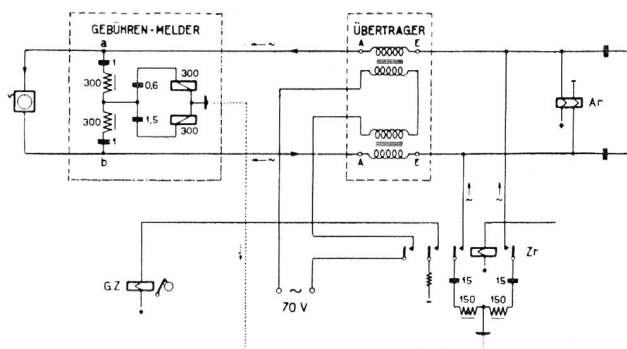 GEBÜHREN-MELDER
ÜBERTRAGER
a
A
E
1
300
0,6
300
300
1,5
300
1
b
A
E
Ar
~
~
~
~
G.Z
~
70 V
Zr
15
15
150
150